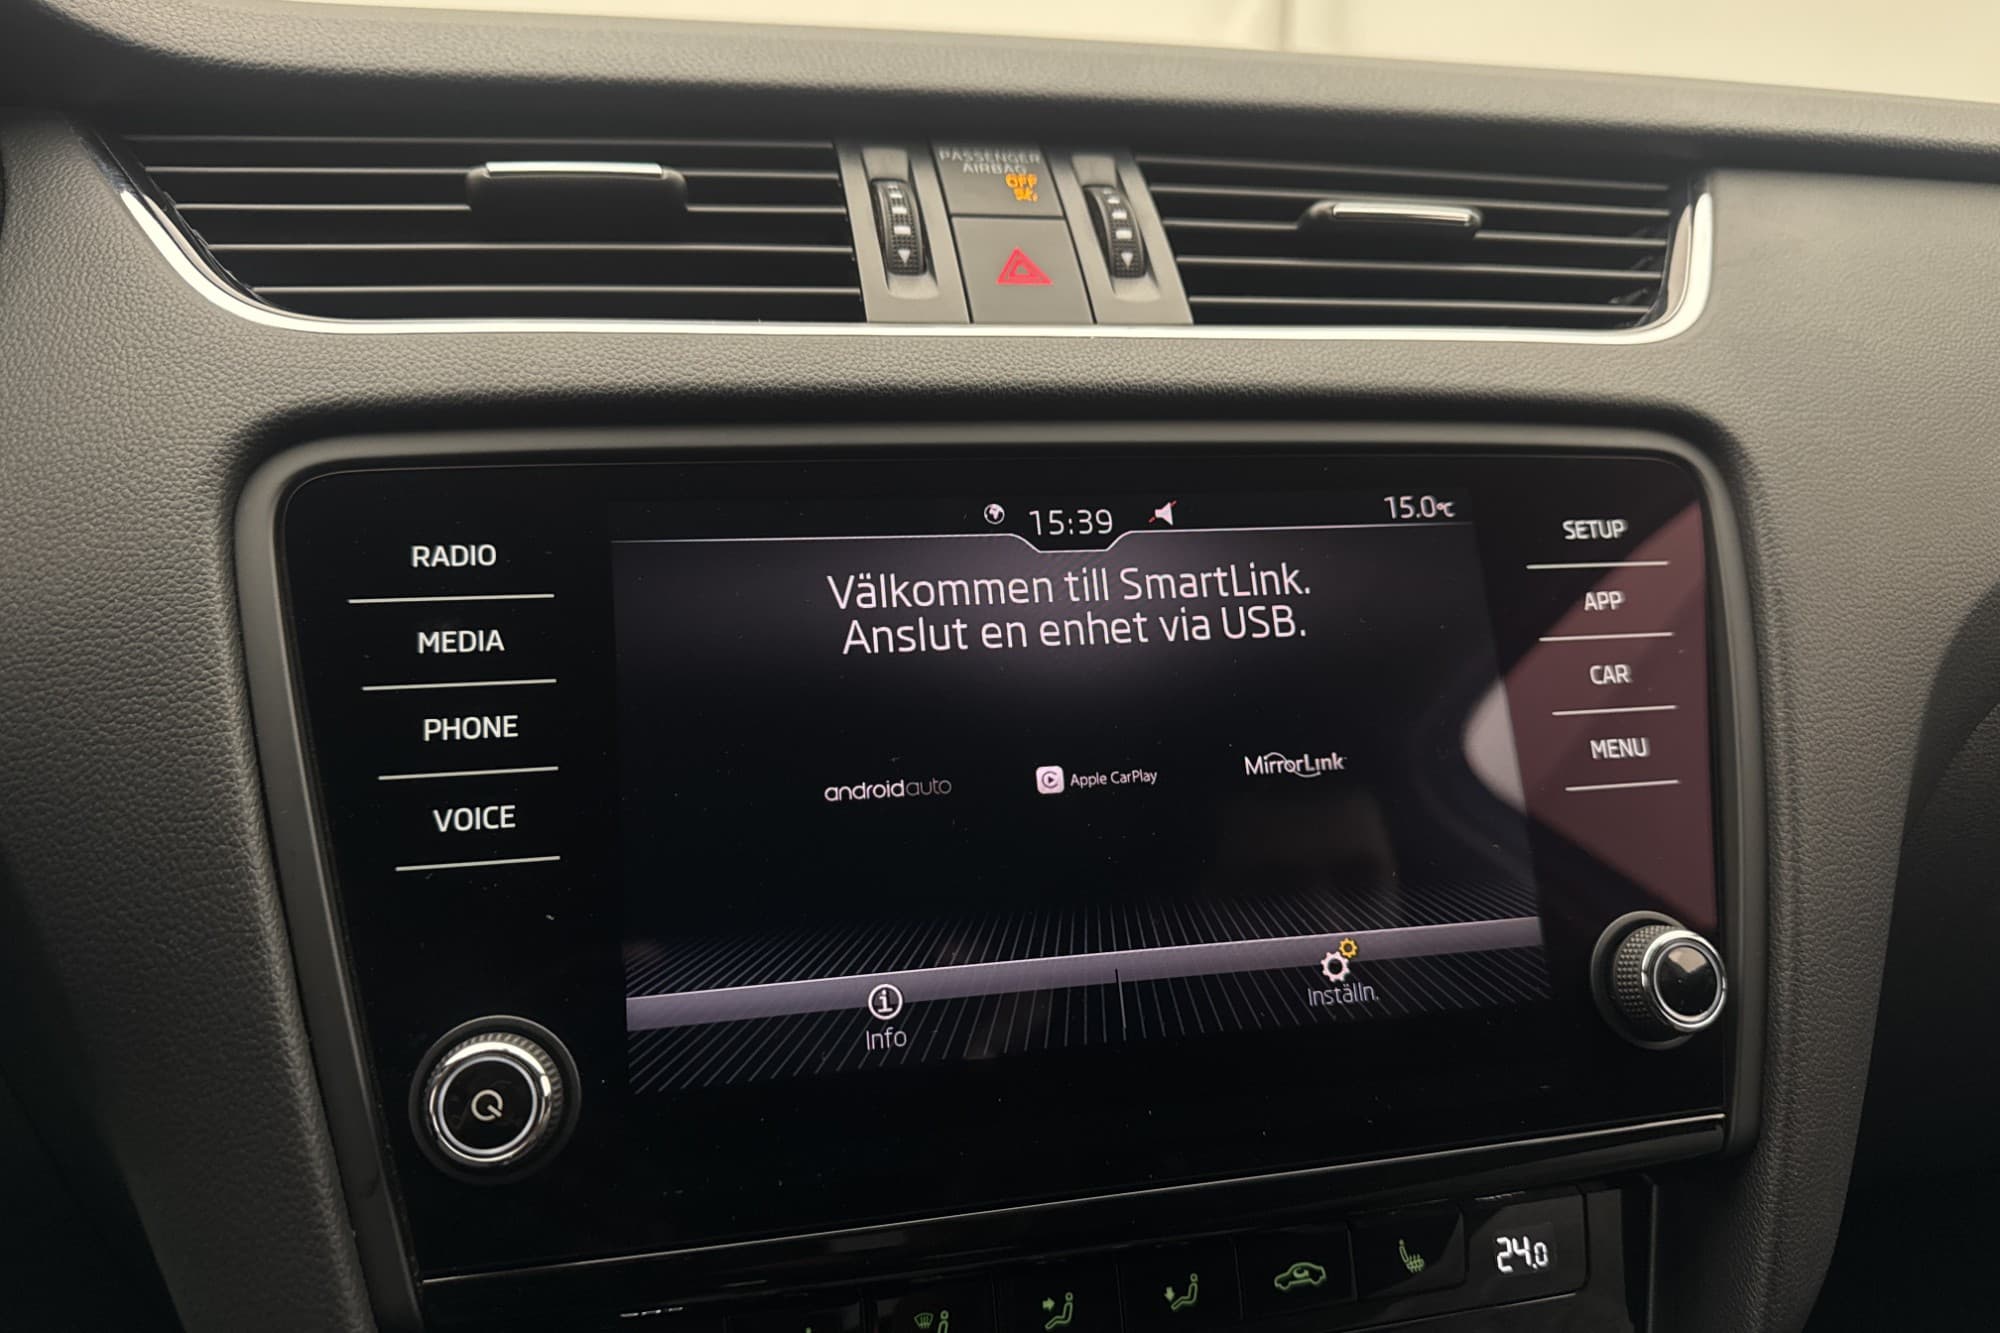 PASSENGER
AIRBAG
OFF
15:39
15.0°C
Välkommen till SmartLink.
Anslut en enhet via USB.
RADIO
MEDIA
PHONE
VOICE
SETUP
APP
CAR
MENU
androidauto
Apple CarPlay
MirrorLink
Info
Inställn.
24.0